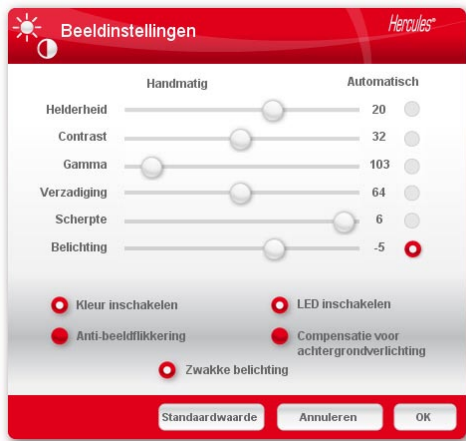 Beeldinstellingen
Hercules®
Handmatig Automatisch
Helderheid 20
Contrast 32
Gamma 103
Verzadiging 64
Scherpte 6
Belichting -5
Kleur inschakelen LED inschakelen
Anti-beeldflikkering Compensatie voor
achtergrondverlichting
Zwakke belichting
Standaardwaarde Annuleren OK